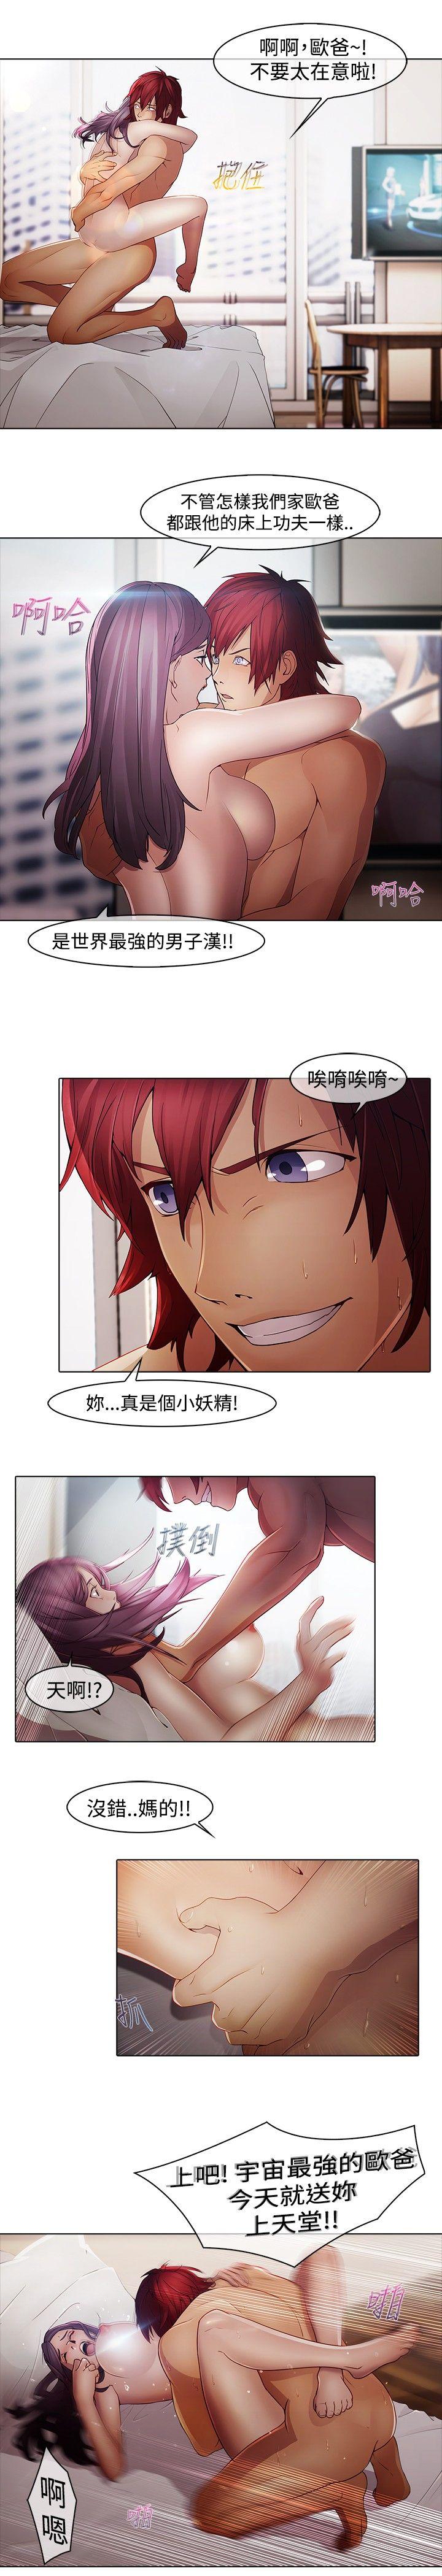 啊啊，歐爸~!
不要太在意啦!
抱住
不管怎樣我們家歐爸
都跟他的床上功夫一樣..
啊哈
啊哈
是世界最強的男子漢!!
唉唷唉唷~
妳...真是個小妖精!
撲倒
天啊!?
沒錯..媽的!!
抓
上吧! 宇宙最強的歐爸
今天就送妳
上天堂!!
啪
啊嗯
啪